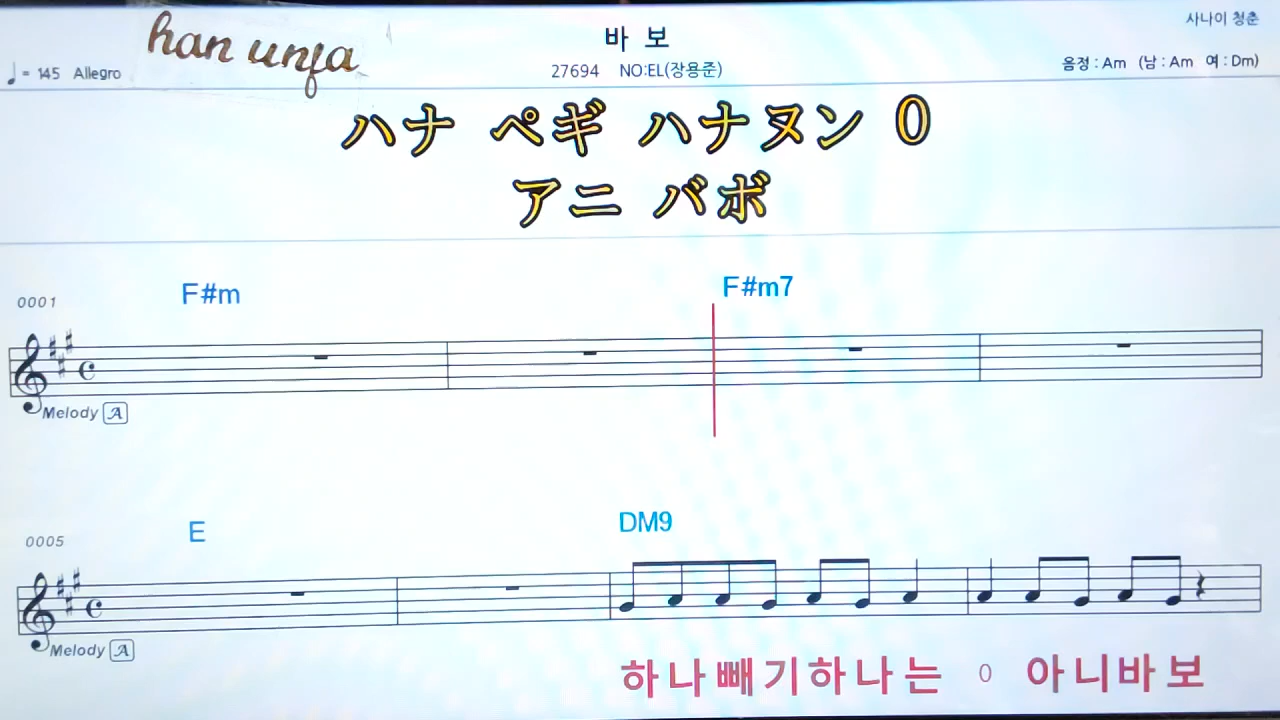 han unfa
바 보
사나이 청춘
♩= 145 Allegro
27694 NO:EL(장용준)
음정 : Am (남 : Am 여 : Dm)
ハナ ペギ ハナヌン 0
アニ バボ
0001
F#m
F#m7
Melody A
0005
E
DM9
Melody A
하나빼기하나는 0 아니바보